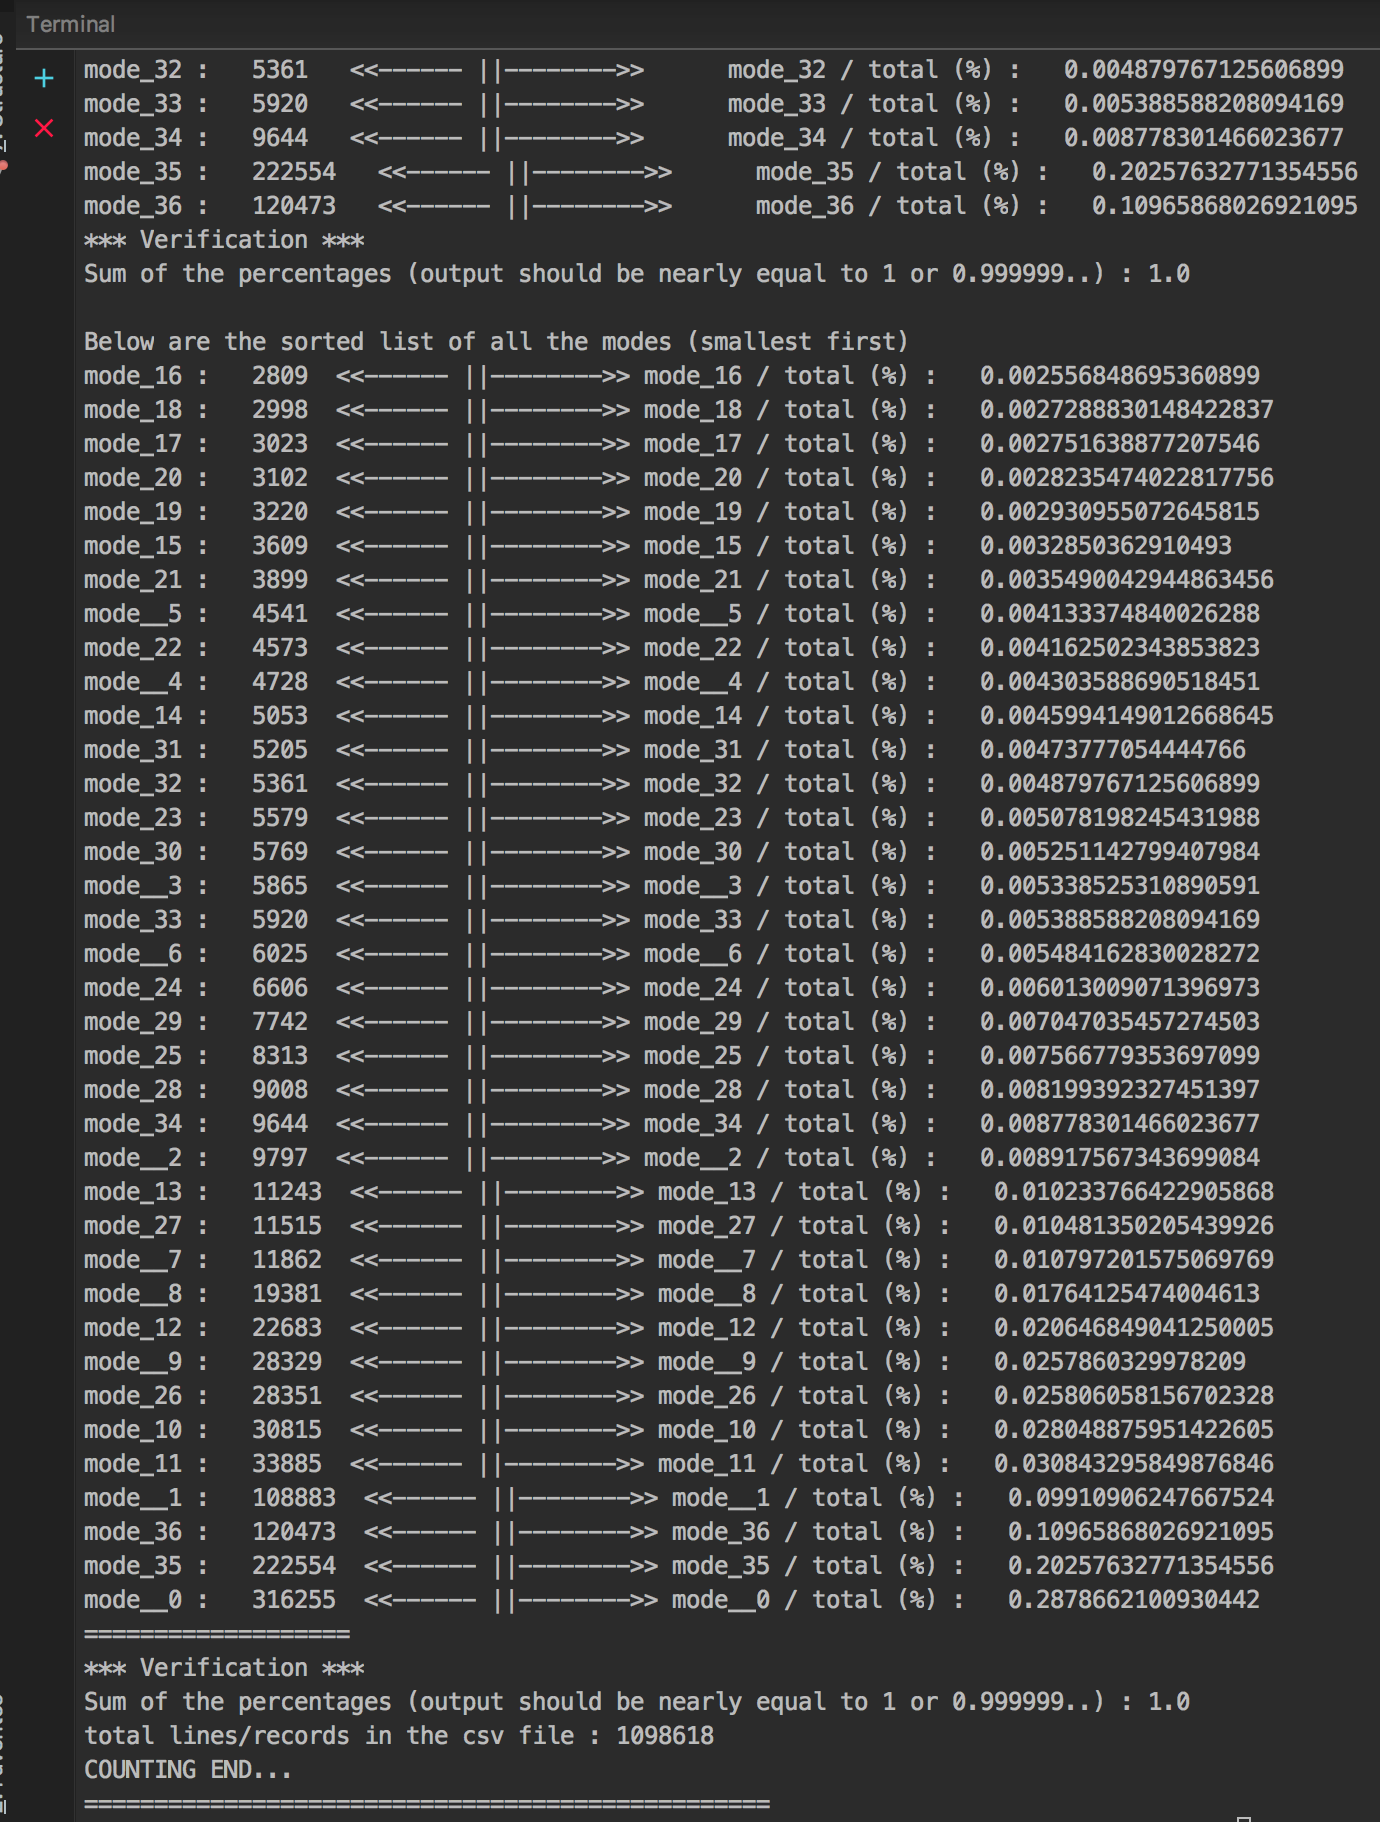 Terminal
mode_32 :   5361   <<------ ||-------->>      mode_32 / total (%) :   0.004879767125606899
mode_33 :   5920   <<------ ||-------->>      mode_33 / total (%) :   0.005388588208094169
mode_34 :   9644   <<------ ||-------->>      mode_34 / total (%) :   0.008778301466023677
mode_35 :   222554   <<------ ||-------->>      mode_35 / total (%) :   0.20257632771354556
mode_36 :   120473   <<------ ||-------->>      mode_36 / total (%) :   0.10965868026921095
*** Verification ***
Sum of the percentages (output should be nearly equal to 1 or 0.999999..) : 1.0
Below are the sorted list of all the modes (smallest first)
mode_16 :   2809  <<------ ||-------->> mode_16 / total (%) :   0.002556848695360899
mode_18 :   2998  <<------ ||-------->> mode_18 / total (%) :   0.0027288830148422837
mode_17 :   3023  <<------ ||-------->> mode_17 / total (%) :   0.002751638877207546
mode_20 :   3102  <<------ ||-------->> mode_20 / total (%) :   0.0028235474022817756
mode_19 :   3220  <<------ ||-------->> mode_19 / total (%) :   0.002930955072645815
mode_15 :   3609  <<------ ||-------->> mode_15 / total (%) :   0.0032850362910493
mode_21 :   3899  <<------ ||-------->> mode_21 / total (%) :   0.0035490042944863456
mode__5 :   4541  <<------ ||-------->> mode__5 / total (%) :   0.004133374840026288
mode_22 :   4573  <<------ ||-------->> mode_22 / total (%) :   0.004162502343853823
mode__4 :   4728  <<------ ||-------->> mode__4 / total (%) :   0.004303588690518451
mode_14 :   5053  <<------ ||-------->> mode_14 / total (%) :   0.0045994149012668645
mode_31 :   5205  <<------ ||-------->> mode_31 / total (%) :   0.00473777054444766
mode_32 :   5361  <<------ ||-------->> mode_32 / total (%) :   0.004879767125606899
mode_23 :   5579  <<------ ||-------->> mode_23 / total (%) :   0.005078198245431988
mode_30 :   5769  <<------ ||-------->> mode_30 / total (%) :   0.005251142799407984
mode__3 :   5865  <<------ ||-------->> mode__3 / total (%) :   0.005338525310890591
mode_33 :   5920  <<------ ||-------->> mode_33 / total (%) :   0.005388588208094169
mode__6 :   6025  <<------ ||-------->> mode__6 / total (%) :   0.005484162830028272
mode_24 :   6606  <<------ ||-------->> mode_24 / total (%) :   0.006013009071396973
mode_29 :   7742  <<------ ||-------->> mode_29 / total (%) :   0.007047035457274503
mode_25 :   8313  <<------ ||-------->> mode_25 / total (%) :   0.007566779353697099
mode_28 :   9008  <<------ ||-------->> mode_28 / total (%) :   0.008199392327451397
mode_34 :   9644  <<------ ||-------->> mode_34 / total (%) :   0.008778301466023677
mode__2 :   9797  <<------ ||-------->> mode__2 / total (%) :   0.008917567343699084
mode_13 :   11243  <<------ ||-------->> mode_13 / total (%) :   0.010233766422905868
mode_27 :   11515  <<------ ||-------->> mode_27 / total (%) :   0.010481350205439926
mode__7 :   11862  <<------ ||-------->> mode__7 / total (%) :   0.010797201575069769
mode__8 :   19381  <<------ ||-------->> mode__8 / total (%) :   0.01764125474004613
mode_12 :   22683  <<------ ||-------->> mode_12 / total (%) :   0.020646849041250005
mode__9 :   28329  <<------ ||-------->> mode__9 / total (%) :   0.0257860329978209
mode_26 :   28351  <<------ ||-------->> mode_26 / total (%) :   0.025806058156702328
mode_10 :   30815  <<------ ||-------->> mode_10 / total (%) :   0.028048875951422605
mode_11 :   33885  <<------ ||-------->> mode_11 / total (%) :   0.030843295849876846
mode__1 :   108883  <<------ ||-------->> mode__1 / total (%) :   0.09910906247667524
mode_36 :   120473  <<------ ||-------->> mode_36 / total (%) :   0.10965868026921095
mode_35 :   222554  <<------ ||-------->> mode_35 / total (%) :   0.20257632771354556
mode__0 :   316255  <<------ ||-------->> mode__0 / total (%) :   0.2878662100930442
===================
*** Verification ***
Sum of the percentages (output should be nearly equal to 1 or 0.999999..) : 1.0
total lines/records in the csv file : 1098618
COUNTING END...
=================================================